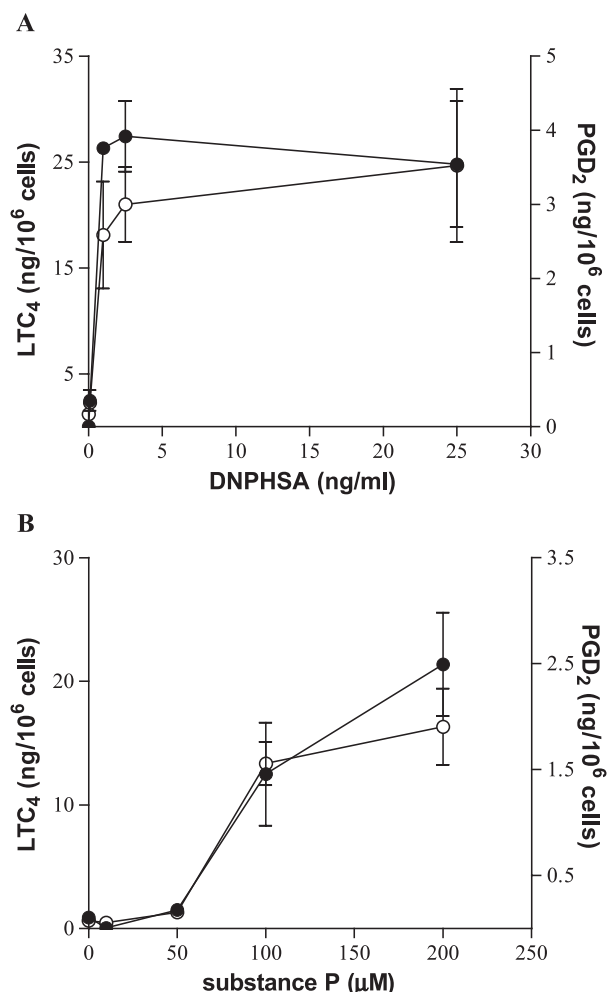 A
LTC4 (ng/10^6 cells)
35
25
15
5
5
4
3
2
1
0
PGD2 (ng/10^6 cells)
0 5 10 15 20 25 30
DNPHSA (ng/ml)
B
LTC4 (ng/10^6 cells)
30
20
10
0
3.5
2.5
1.5
0.5
PGD2 (ng/10^6 cells)
0 50 100 150 200 250
substance P (μM)